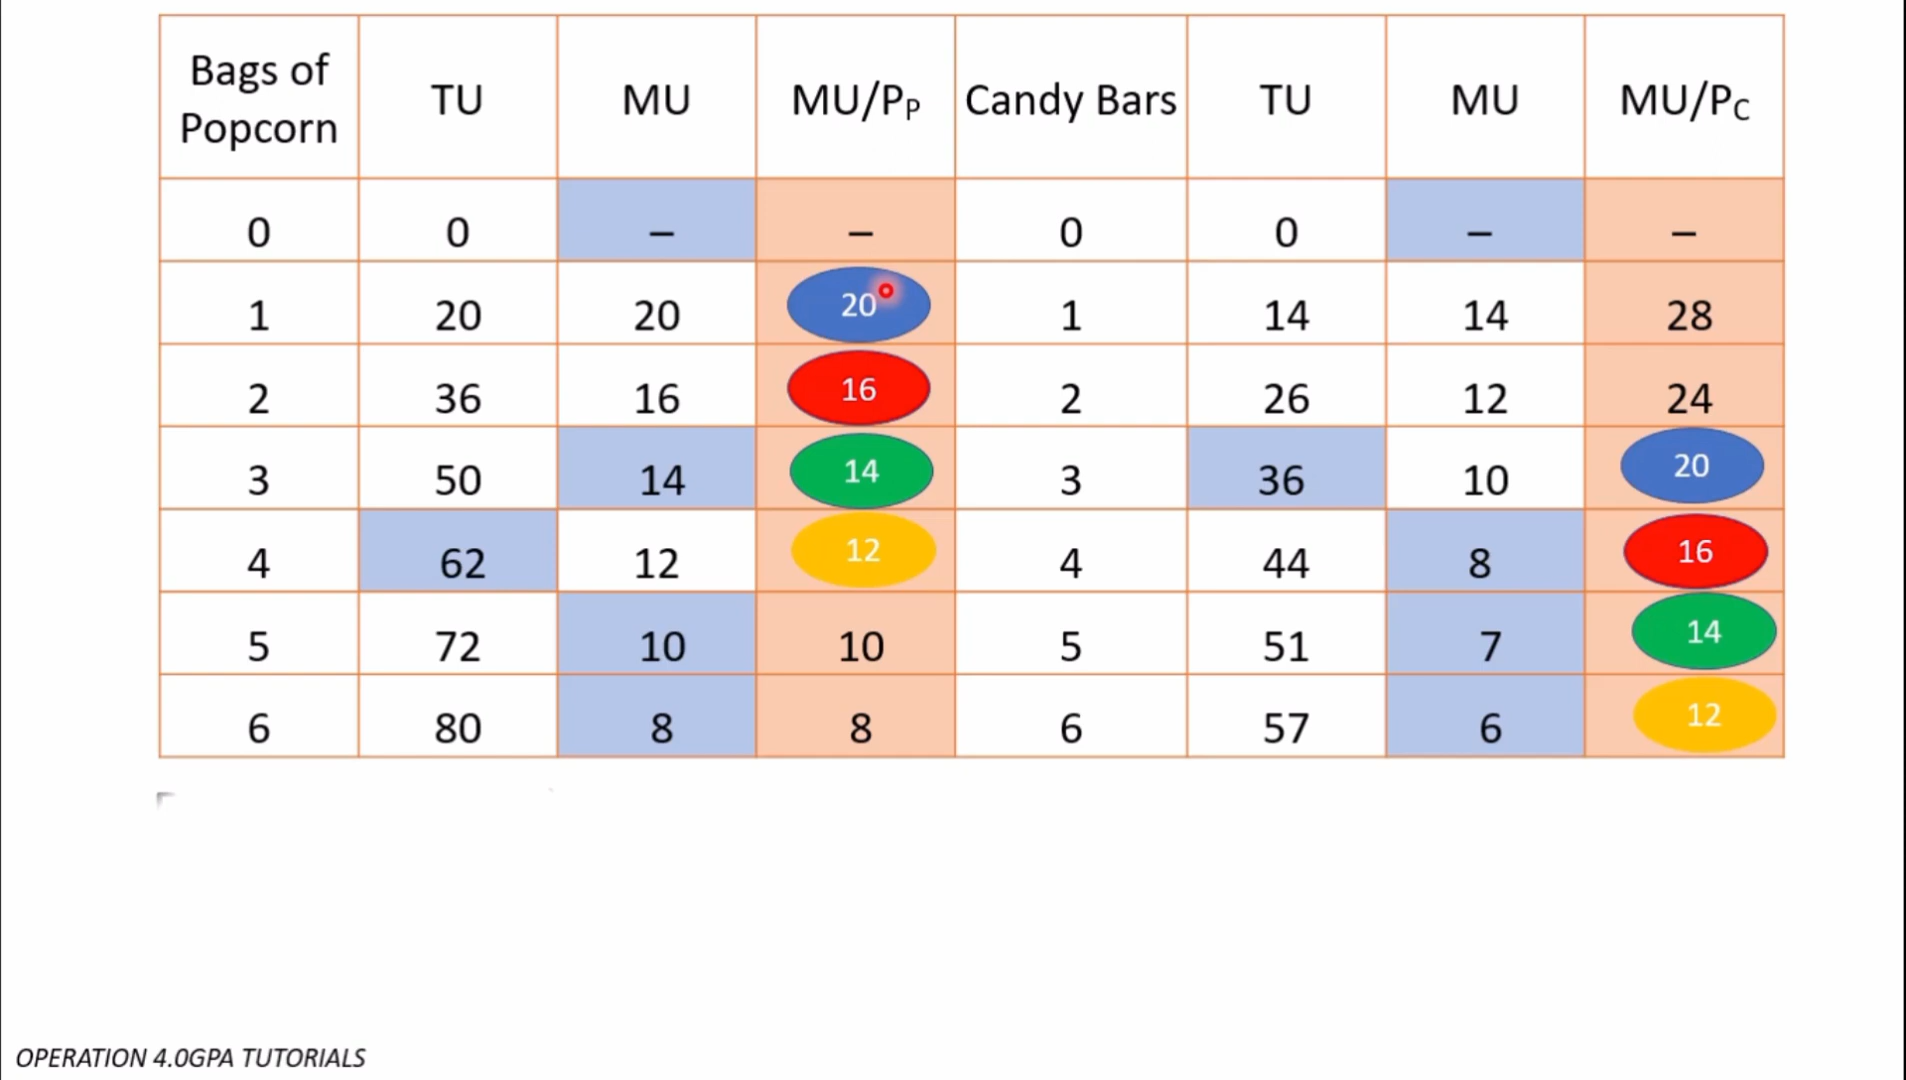 Bags of Popcorn TU MU MU/P_P Candy Bars TU MU MU/P_C
0 0 – – 0 0 – –
1 20 20 20 1 14 14 28
2 36 16 16 2 26 12 24
3 50 14 14 3 36 10 20
4 62 12 12 4 44 8 16
5 72 10 10 5 51 7 14
6 80 8 8 6 57 6 12
OPERATION 4.0GPA TUTORIALS